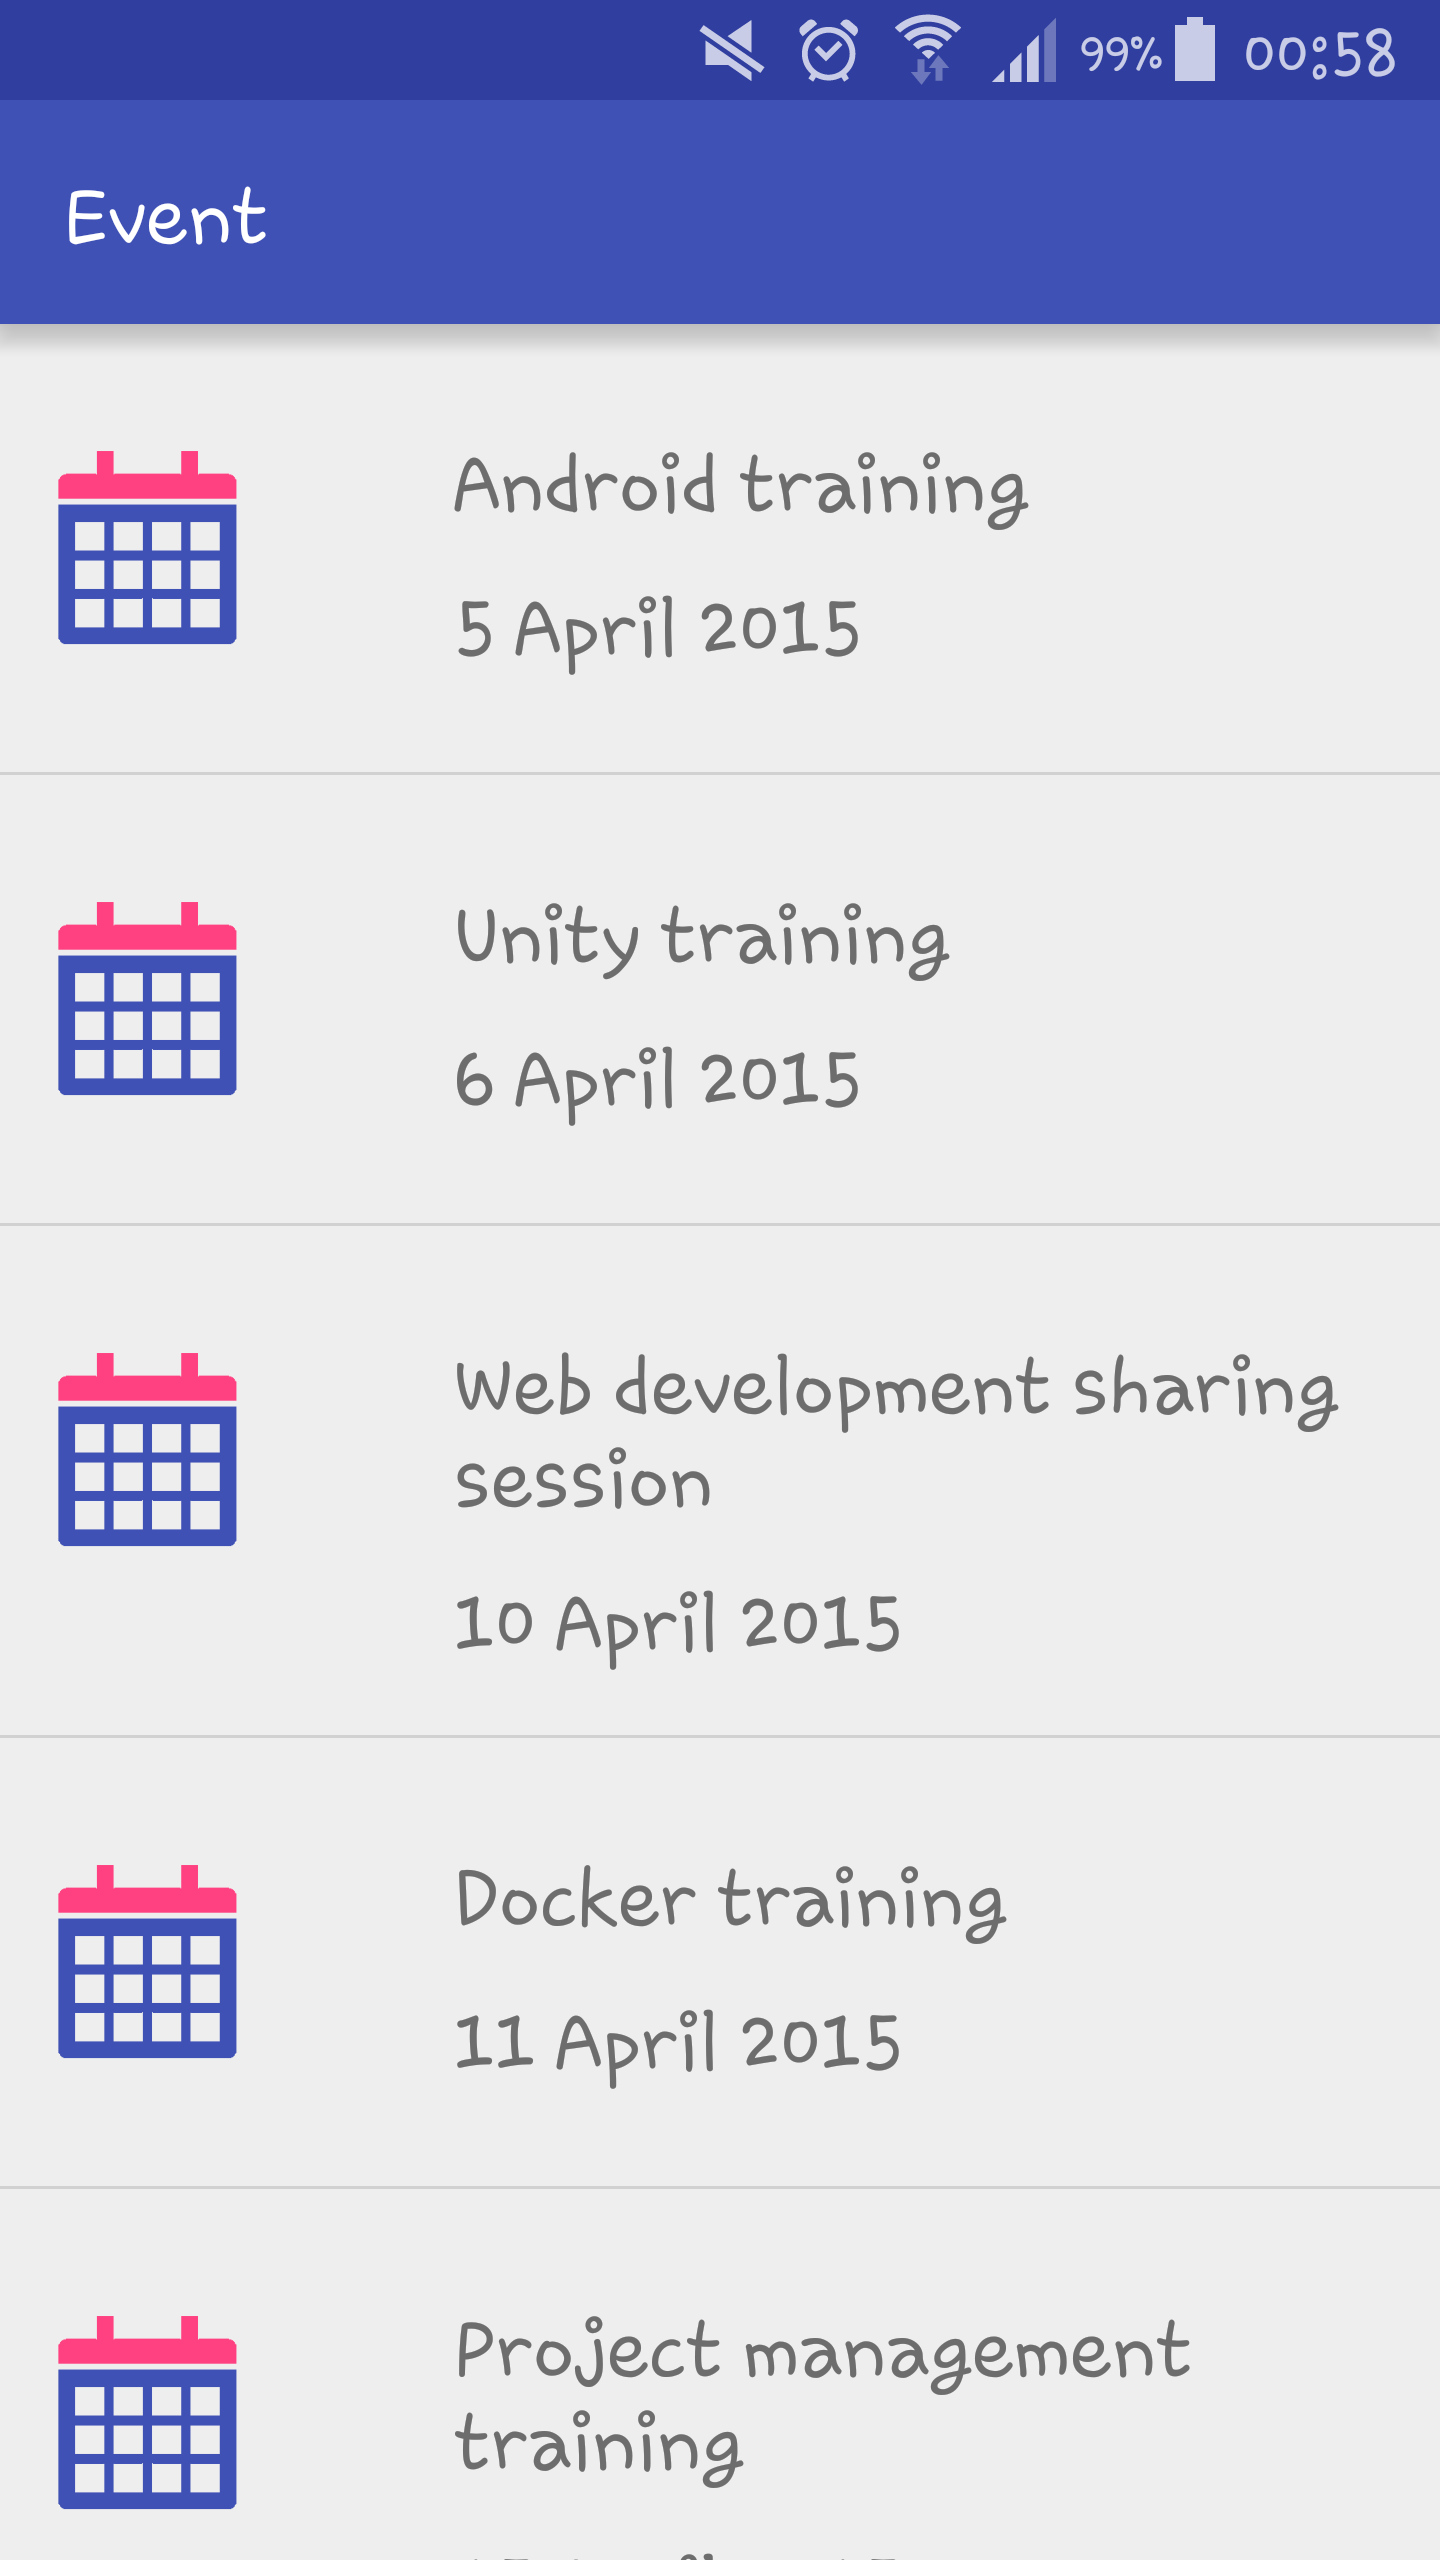 99% 00:58
Event
Android training
5 April 2015
Unity training
6 April 2015
Web development sharing
session
10 April 2015
Docker training
11 April 2015
Project management
training